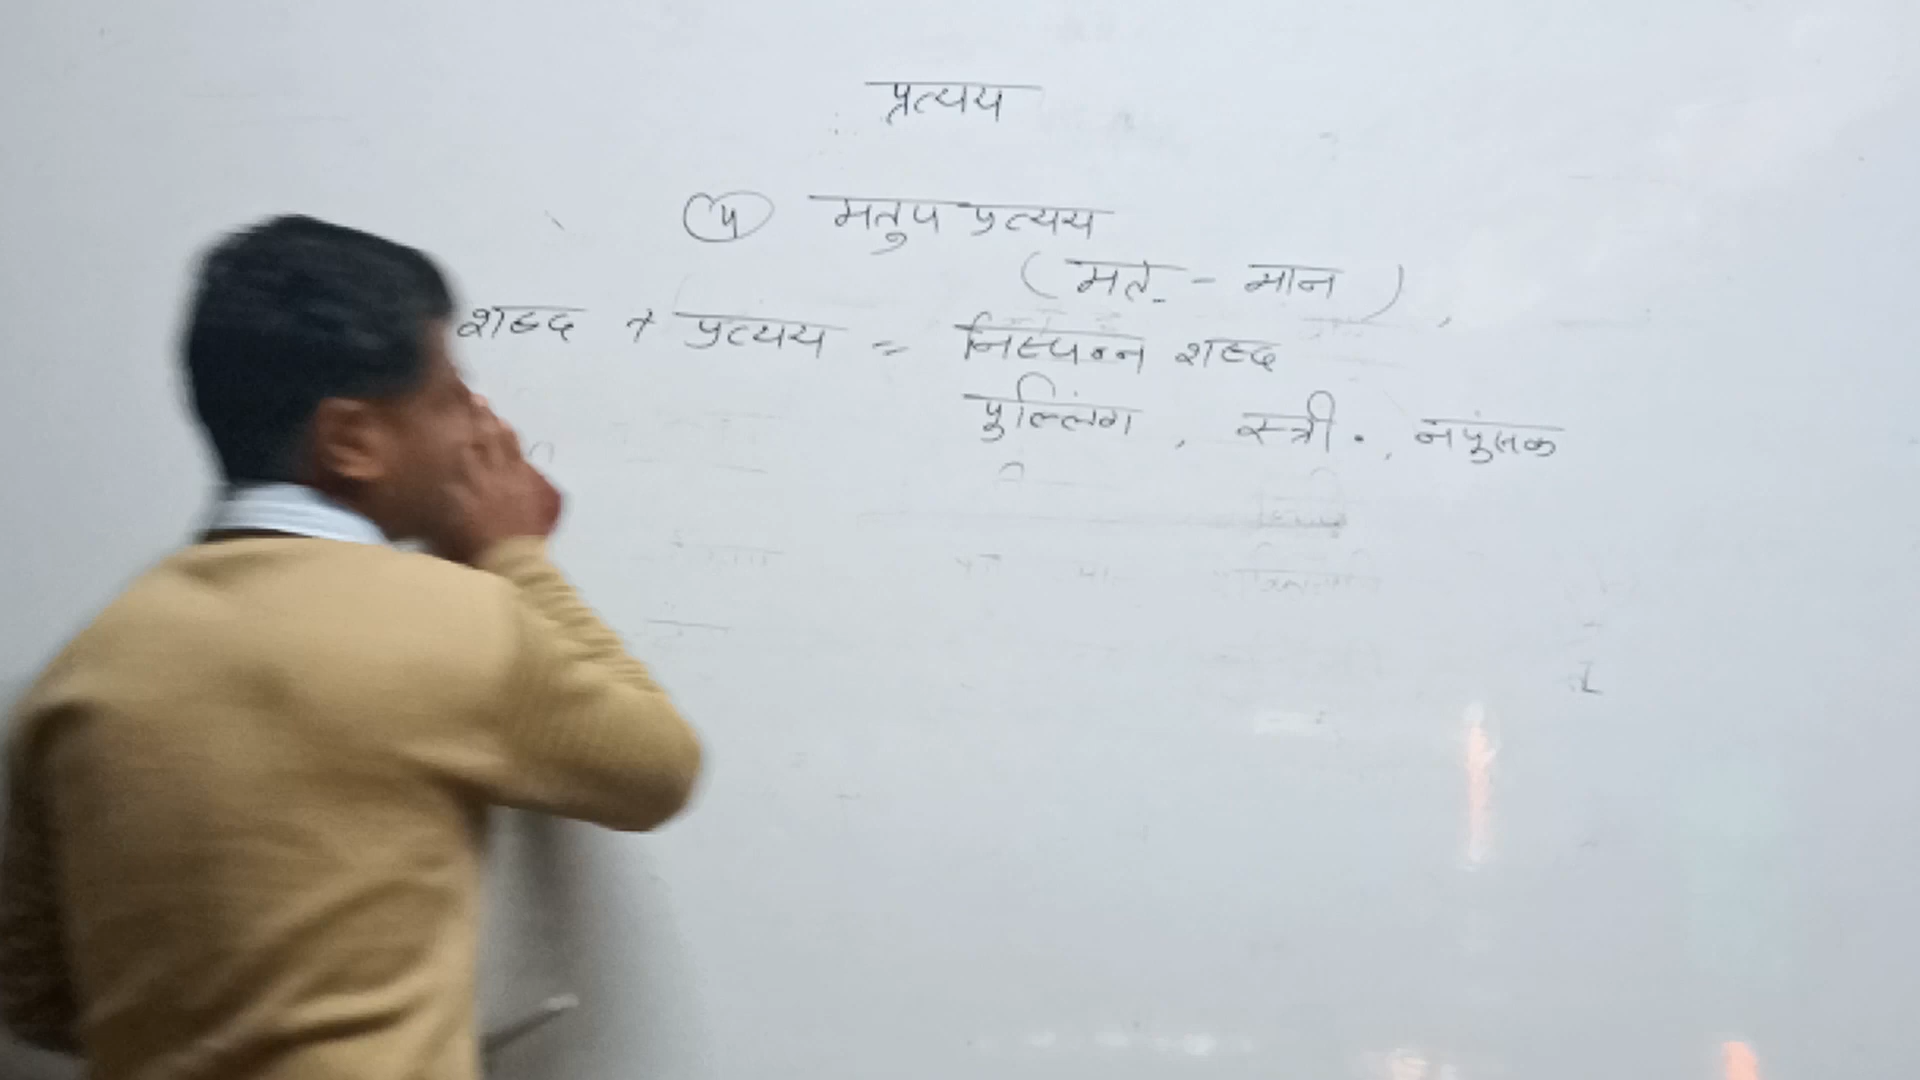 प्रत्यय
५ मतुप प्रत्यय
(मत् - मान)
शब्द + प्रत्यय = निष्पन्न शब्द
पुल्लिंग, स्त्री., नपुंसक